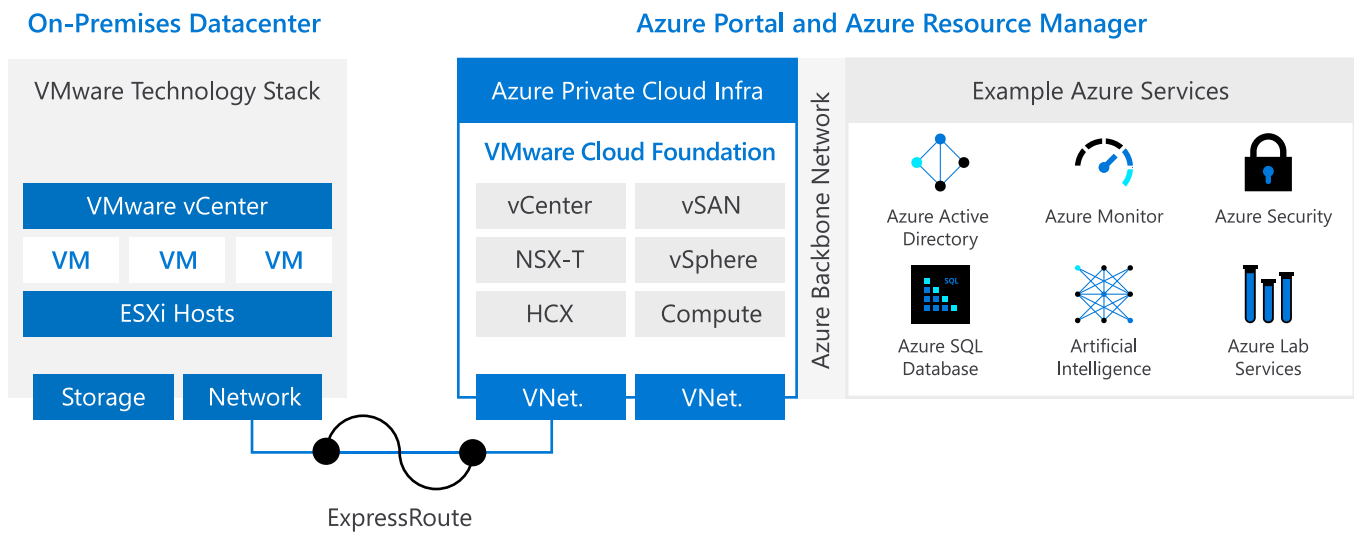 On-Premises Datacenter
Azure Portal and Azure Resource Manager
VMware Technology Stack
VMware vCenter
VM
VM
VM
ESXi Hosts
Storage
Network
ExpressRoute
Azure Private Cloud Infra
VMware Cloud Foundation
vCenter
vSAN
NSX-T
vSphere
HCX
Compute
VNet.
VNet.
Azure Backbone Network
Example Azure Services
Azure Active
Directory
Azure Monitor
Azure Security
SQL
Azure SQL
Database
Artificial
Intelligence
Azure Lab
Services